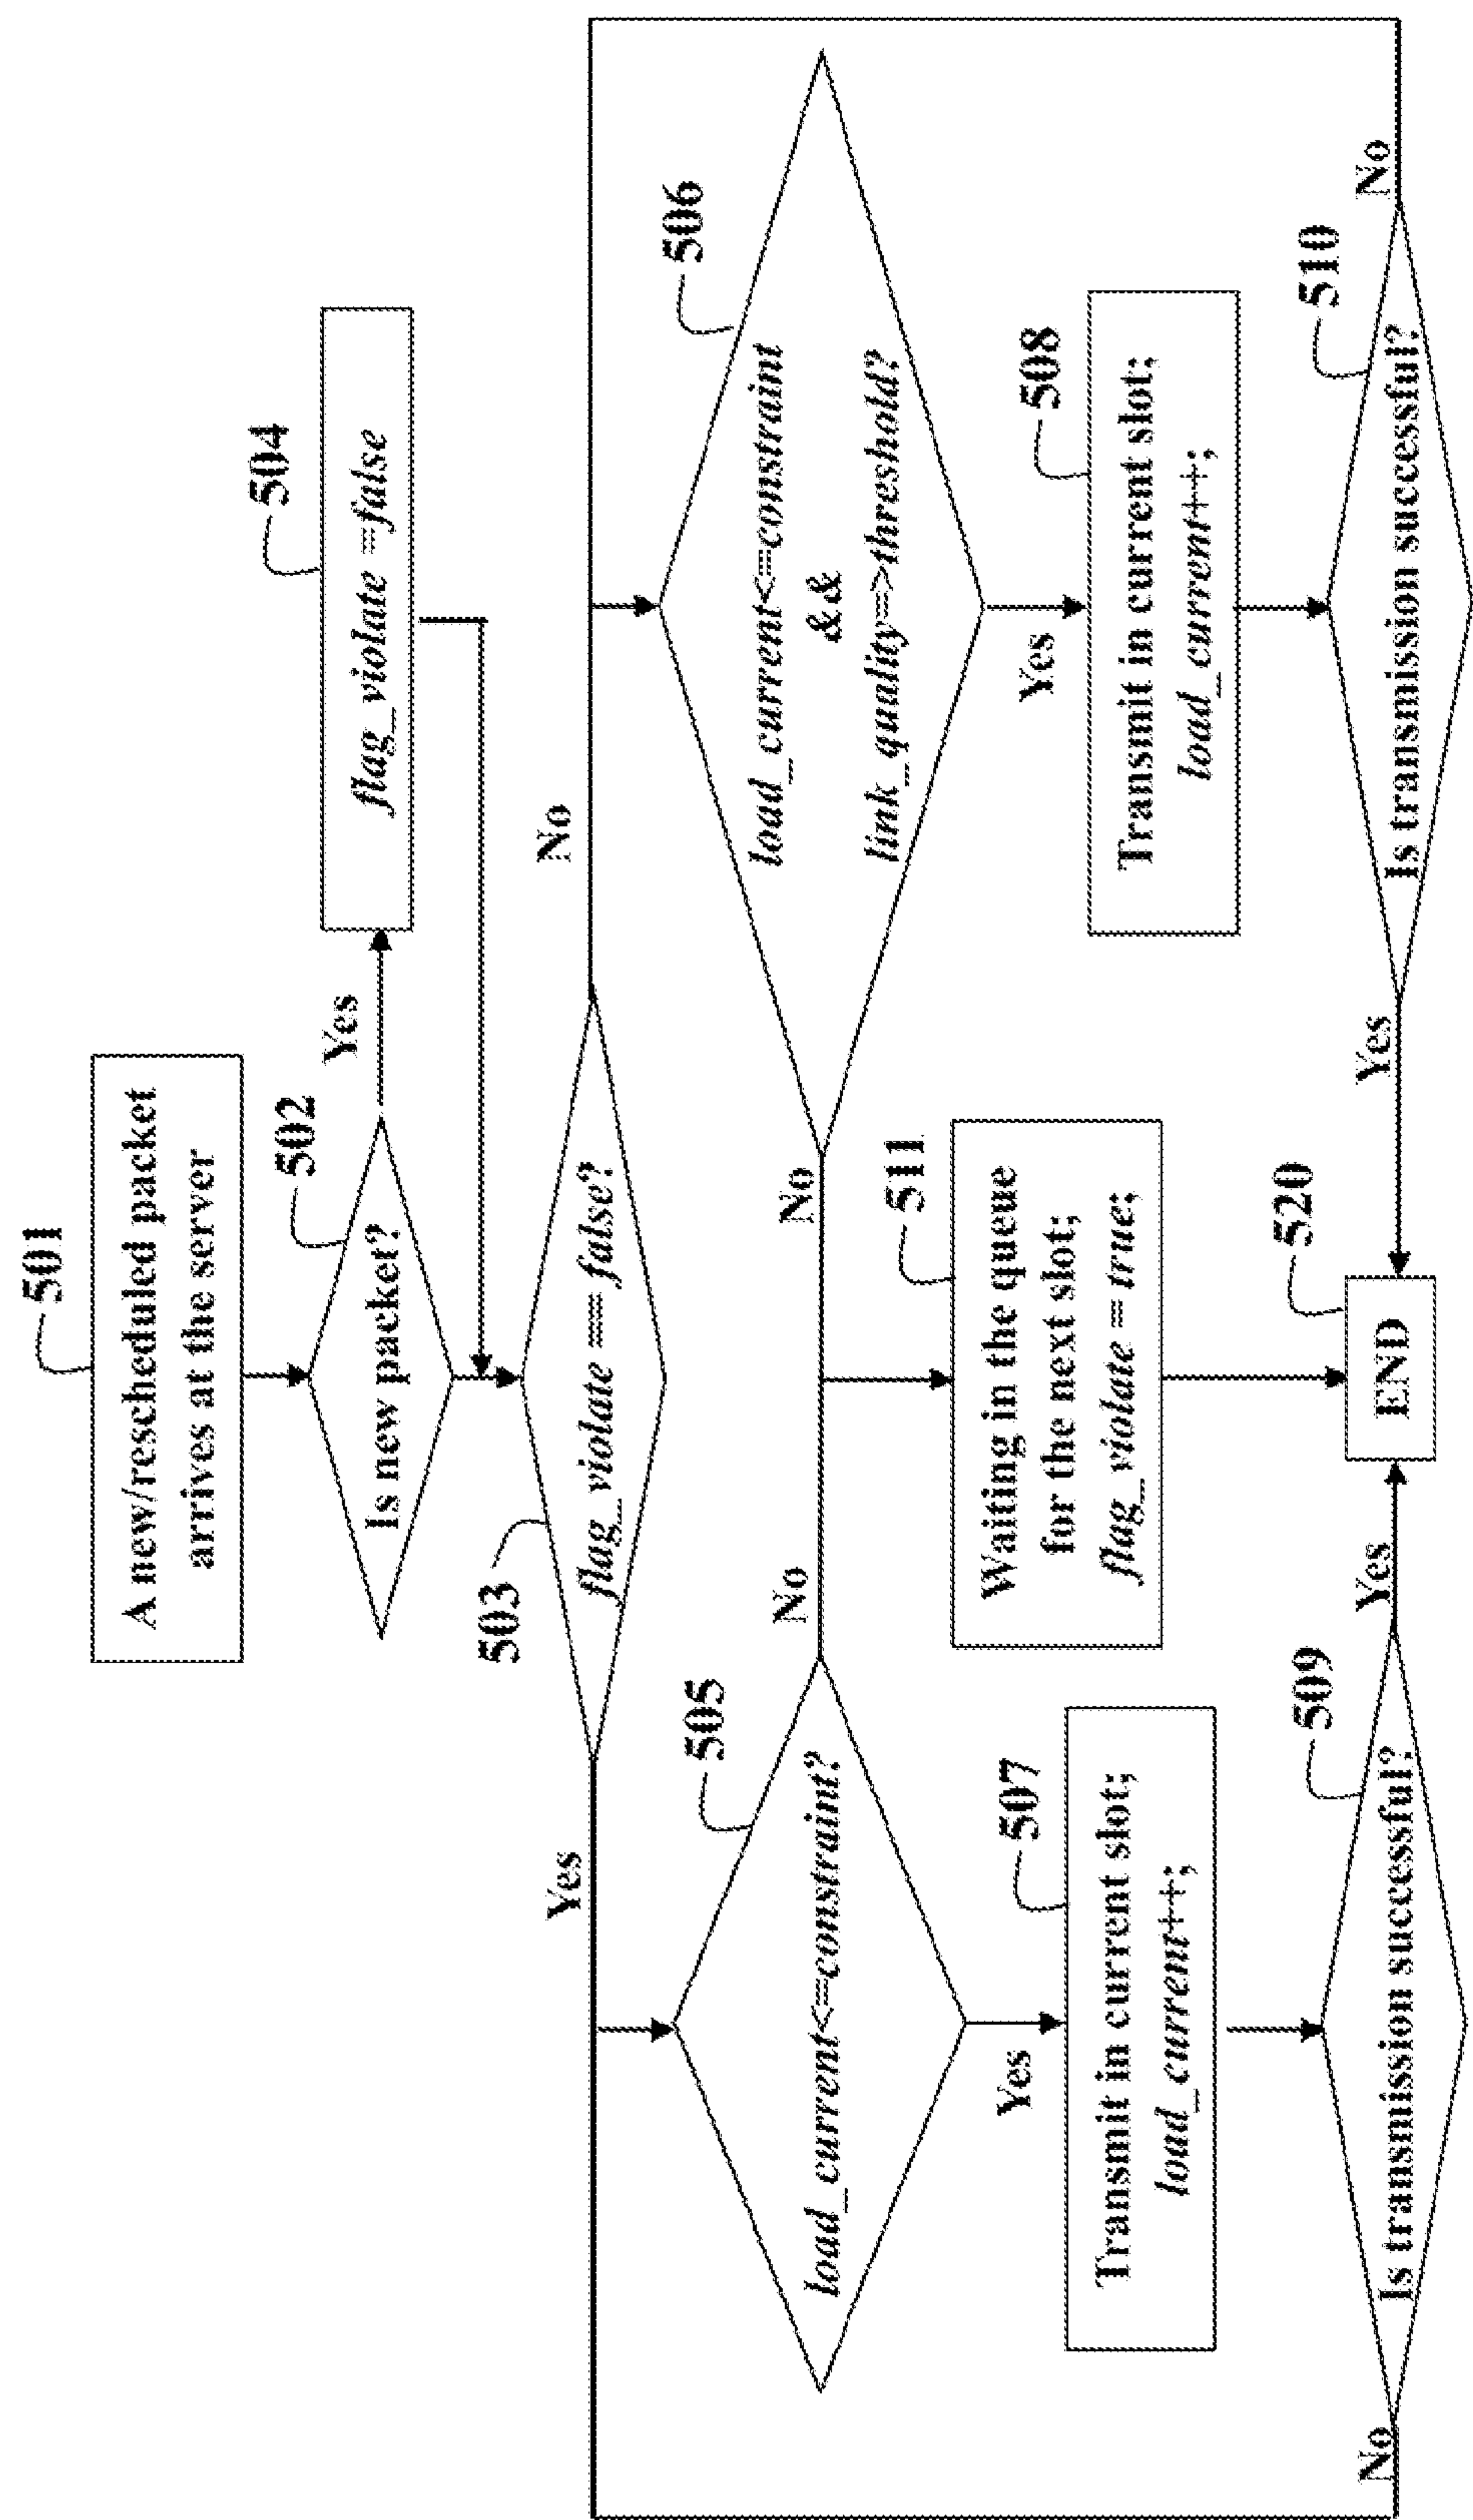 501
A new/rescheduled packet
arrives at the server
502
Is new packet?
Yes
504
flag_violate =false
503
flag_violate == false?
Yes
No
505
load_current<=constraint?
No
506
load_current<=constraint
&&
link_quality=>threshold?
No
Yes
507
Transmit in current slot;
load_current++;
511
Waiting in the queue
for the next slot;
flag_violate = true;
Yes
508
Transmit in current slot;
load_current++;
509
Is transmission successful?
No
Yes
520
END
510
Is transmission successful?
Yes
No